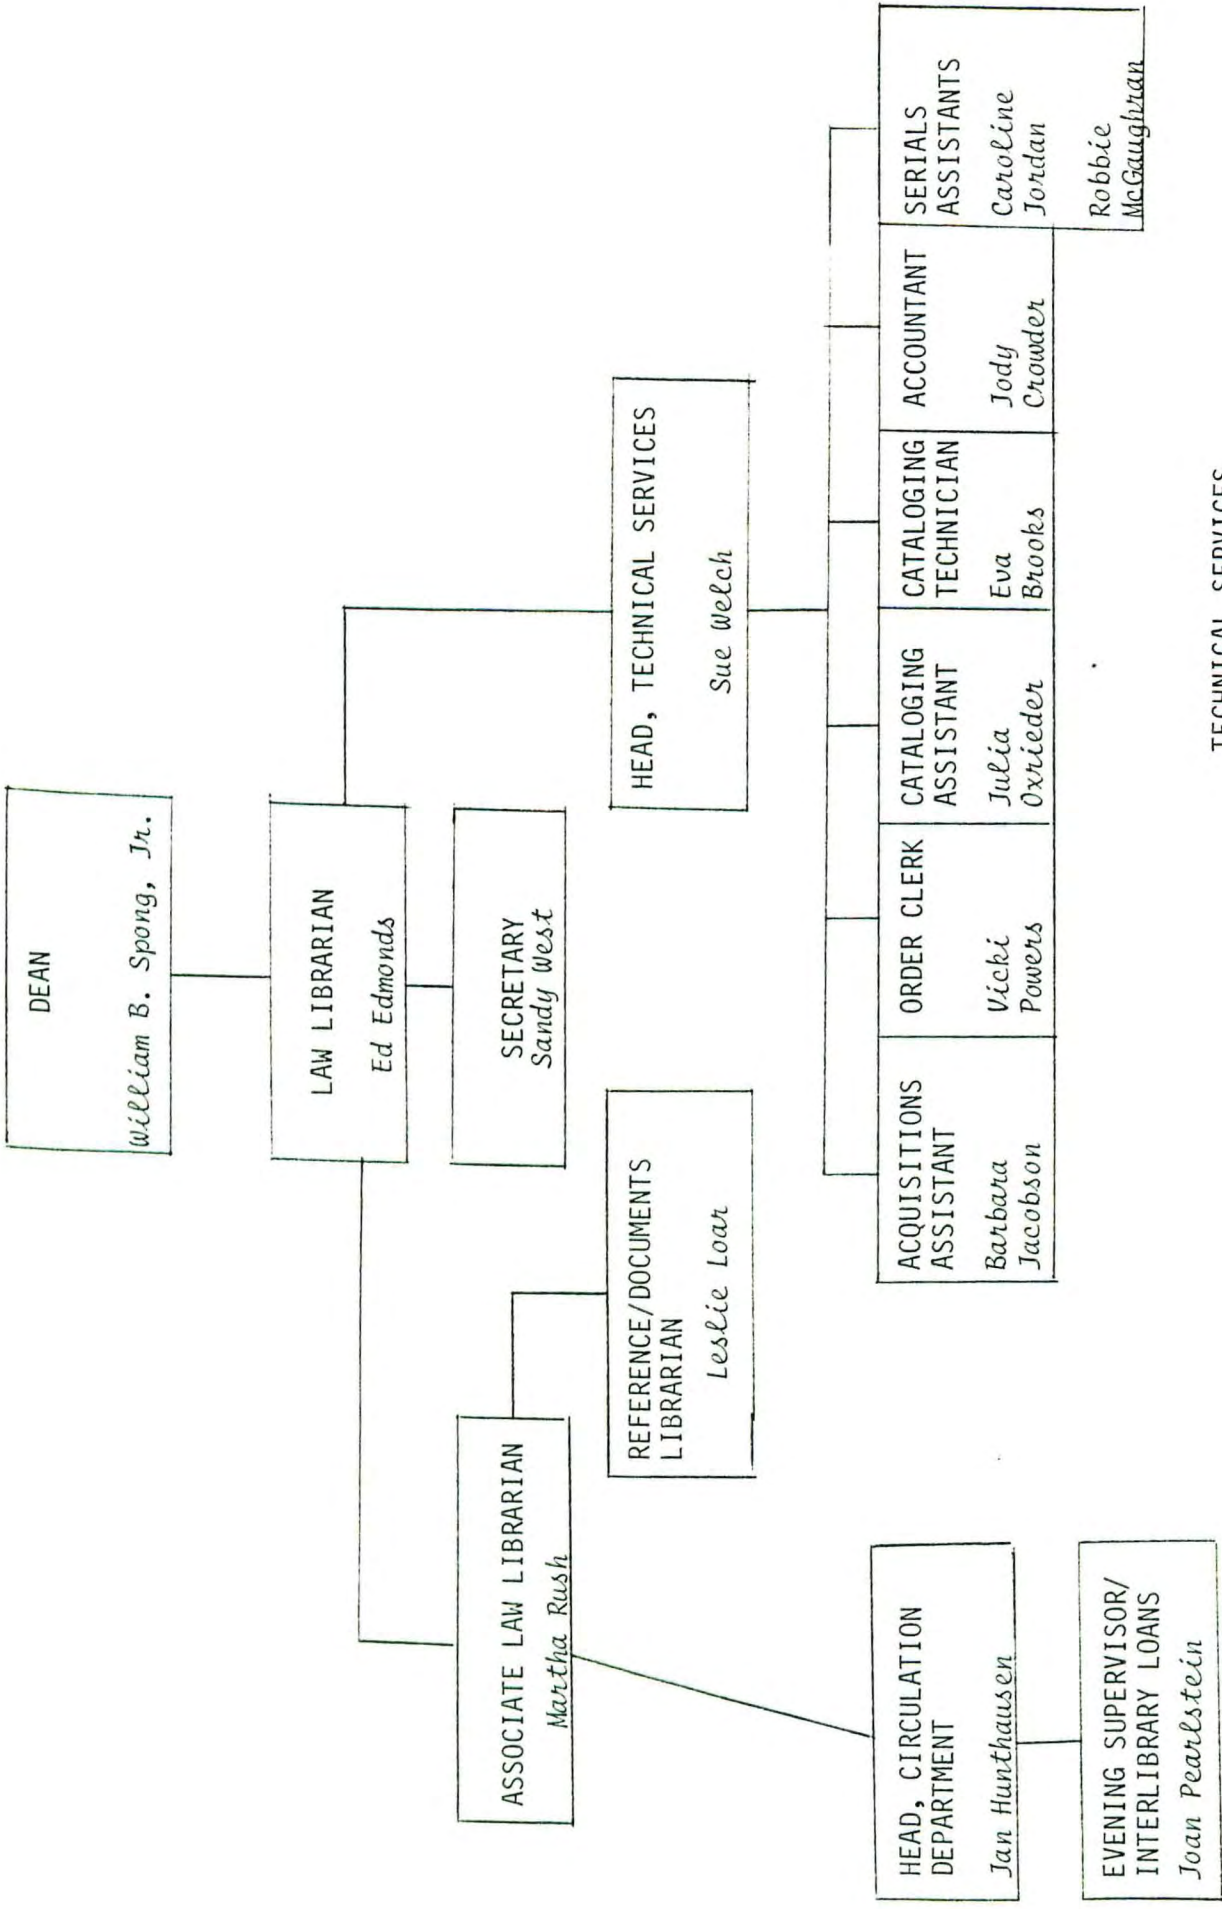 DEAN
William B. Spong, Jr.
LAW LIBRARIAN
Ed Edmonds
SECRETARY
Sandy West
ASSOCIATE LAW LIBRARIAN
Martha Rush
REFERENCE/DOCUMENTS
LIBRARIAN
Leslie Loar
HEAD, TECHNICAL SERVICES
Sue Welch
HEAD, CIRCULATION
DEPARTMENT
Jan Hunthausen
EVENING SUPERVISOR/
INTERLIBRARY LOANS
Joan Pearlstein
ACQUISITIONS
ASSISTANT
Barbara
Jacobson
ORDER CLERK
Vicki
Powers
CATALOGING
ASSISTANT
Julia
Oxrieder
CATALOGING
TECHNICIAN
Eva
Brooks
ACCOUNTANT
Jody
Crowder
SERIALS
ASSISTANTS
Caroline
Jordan
Robbie
McGaughran
TECHNICAL SERVICES